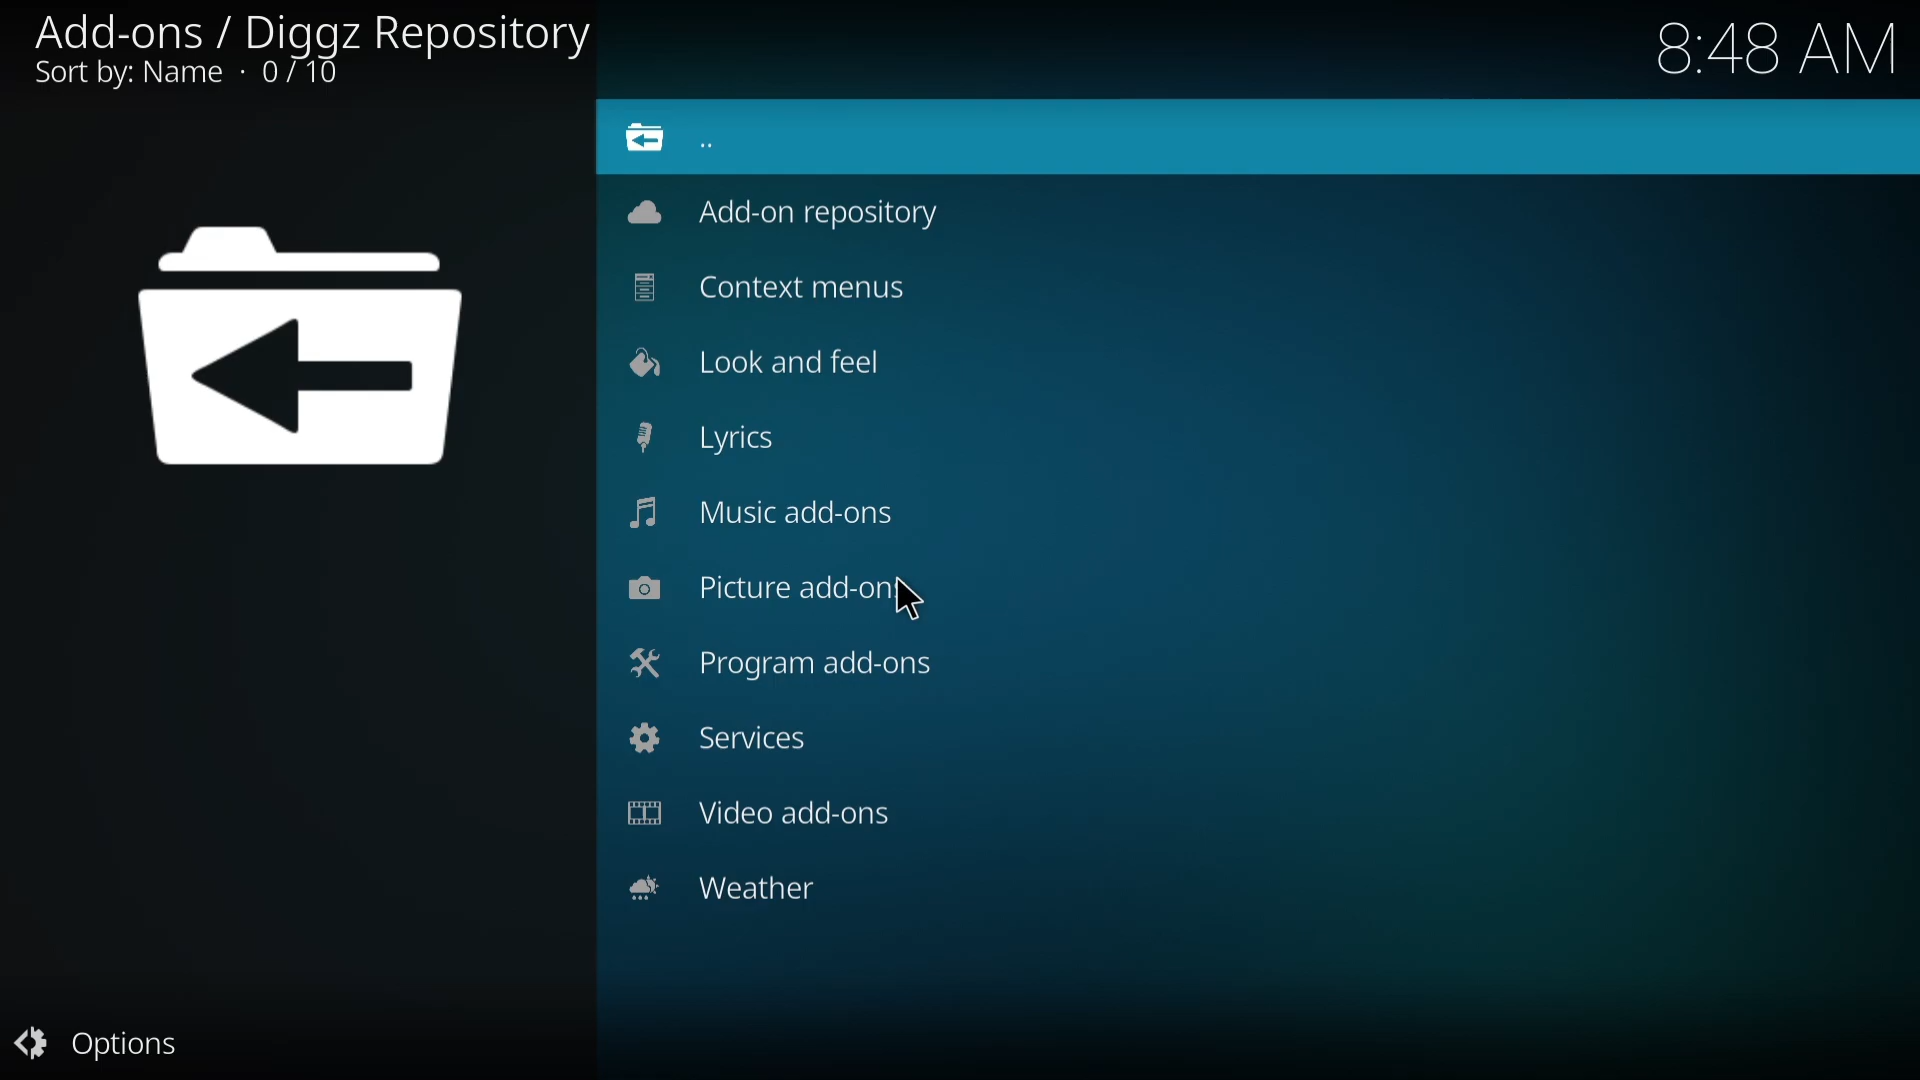 Add-ons / Diggz Repository
Sort by: Name · 0 / 10
8:48 AM
..
Add-on repository
Context menus
Look and feel
Lyrics
Music add-ons
Picture add-ons
Program add-ons
Services
Video add-ons
Weather
Options